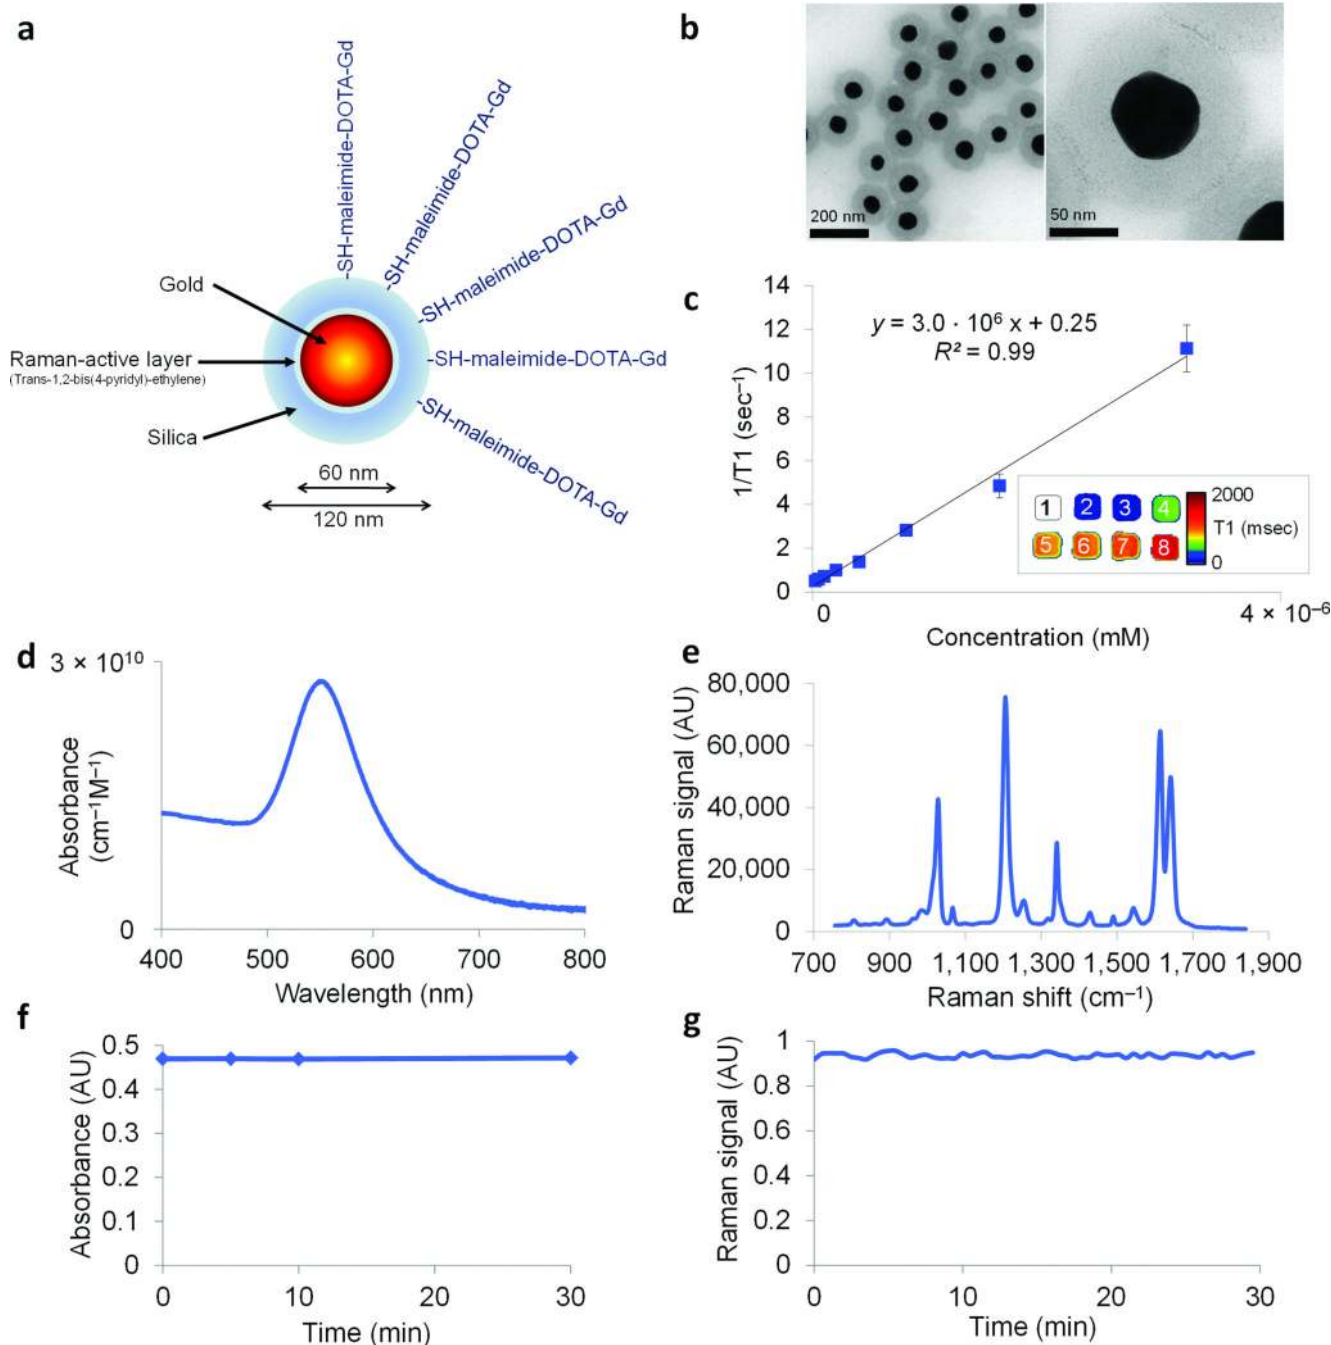 a
-SH-maleimide-DOTA-Gd
-SH-maleimide-DOTA-Gd
-SH-maleimide-DOTA-Gd
-SH-maleimide-DOTA-Gd
-SH-maleimide-DOTA-Gd
Gold
Raman-active layer
(Trans-1,2-bis(4-pyridyl)-ethylene)
Silica
60 nm
120 nm
b
200 nm
50 nm
c
14
12
10
8
6
4
2
0
1/T1 (sec⁻¹)
y = 3.0 · 10⁶ x + 0.25
R² = 0.99
1 2 3 4
5 6 7 8
2000
T1 (msec)
0
0
4 × 10⁻⁶
Concentration (mM)
d
3 × 10¹⁰
Absorbance
(cm⁻¹M⁻¹)
0
400 500 600 700 800
Wavelength (nm)
e
80,000
60,000
40,000
20,000
0
Raman signal (AU)
700 900 1,100 1,300 1,500 1,700 1,900
Raman shift (cm⁻¹)
f
0.5
0.4
0.3
0.2
0.1
0
Absorbance (AU)
0 10 20 30
Time (min)
g
1
0.8
0.6
0.4
0.2
0
Raman signal (AU)
0 10 20 30
Time (min)